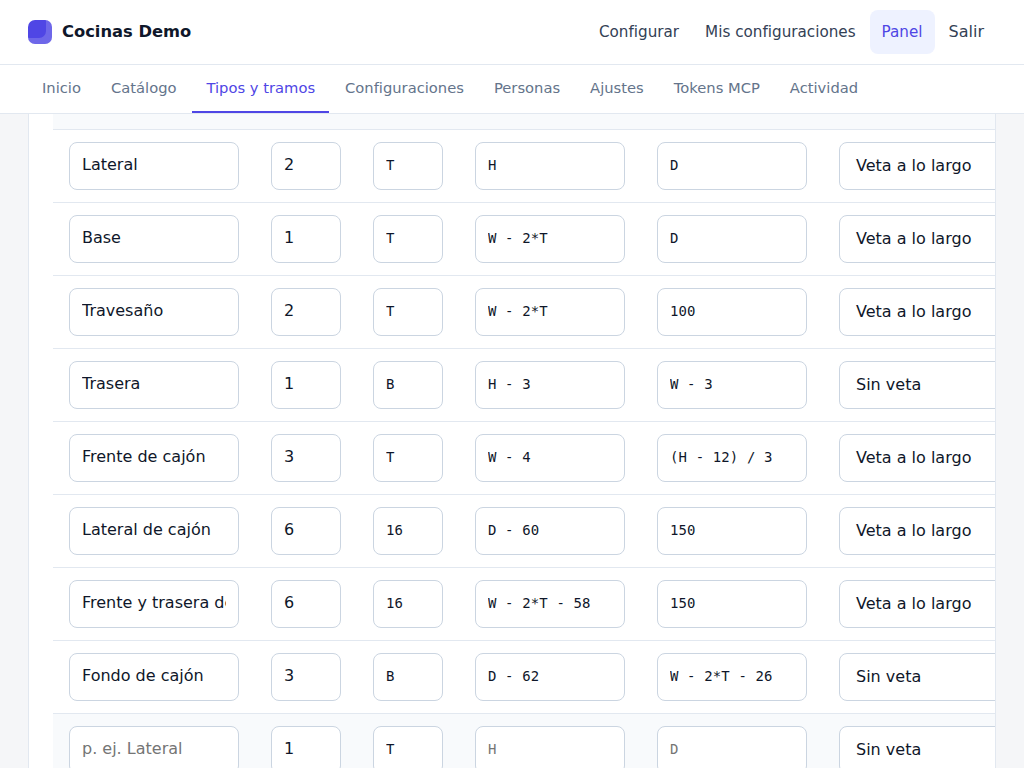 Cocinas Demo Configurar Mis configuraciones Panel Salir
Inicio Catálogo Tipos y tramos Configuraciones Personas Ajustes Tokens MCP Actividad
Lateral 2 T H D Veta a lo largo
Base 1 T W - 2*T D Veta a lo largo
Travesaño 2 T W - 2*T 100 Veta a lo largo
Trasera 1 B H - 3 W - 3 Sin veta
Frente de cajón 3 T W - 4 (H - 12) / 3 Veta a lo largo
Lateral de cajón 6 16 D - 60 150 Veta a lo largo
Frente y trasera d 6 16 W - 2*T - 58 150 Veta a lo largo
Fondo de cajón 3 B D - 62 W - 2*T - 26 Sin veta
p. ej. Lateral 1 T H D Sin veta